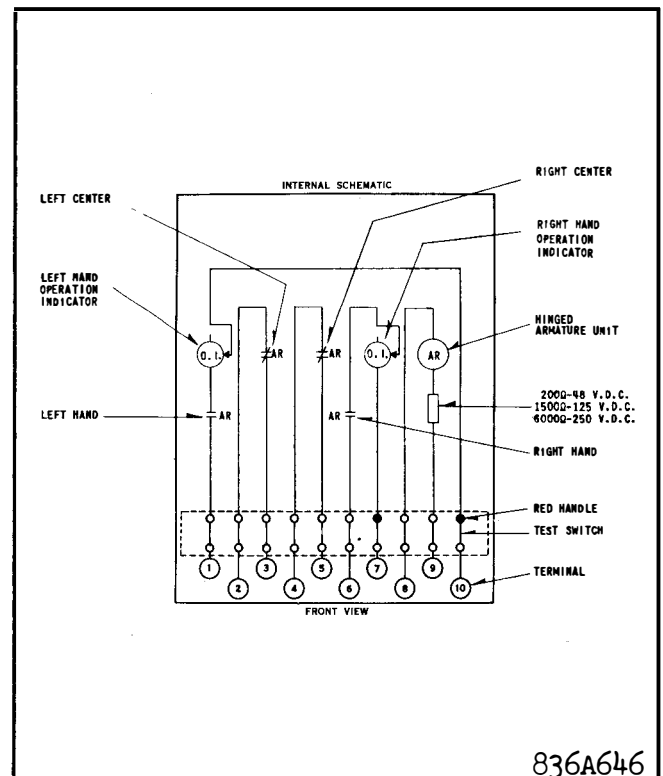 INTERNAL SCHEMATIC
LEFT CENTER
RIGHT CENTER
LEFT HAND
OPERATION
INDICATOR
RIGHT HAND
OPERATION
INDICATOR
HINGED
ARMATURE UNIT
O.I.
AR
AR
O.I.
AR
200Ω-48 V.D.C.
1500Ω-125 V.D.C.
6000Ω-250 V.D.C.
LEFT HAND
AR
AR
RIGHT HAND
RED HANDLE
TEST SWITCH
TERMINAL
1
2
3
4
5
6
7
8
9
10
FRONT VIEW
836A646